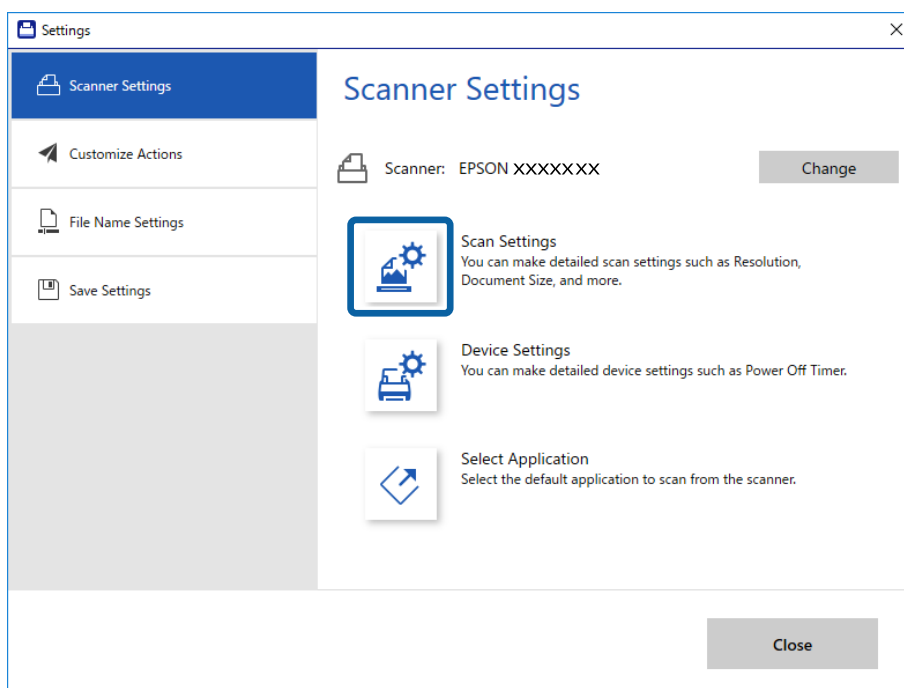 Settings
Scanner Settings
Customize Actions
File Name Settings
Save Settings
Scanner Settings
Scanner: EPSON XXXXXXX
Change
Scan Settings
You can make detailed scan settings such as Resolution,
Document Size, and more.
Device Settings
You can make detailed device settings such as Power Off Timer.
Select Application
Select the default application to scan from the scanner.
Close